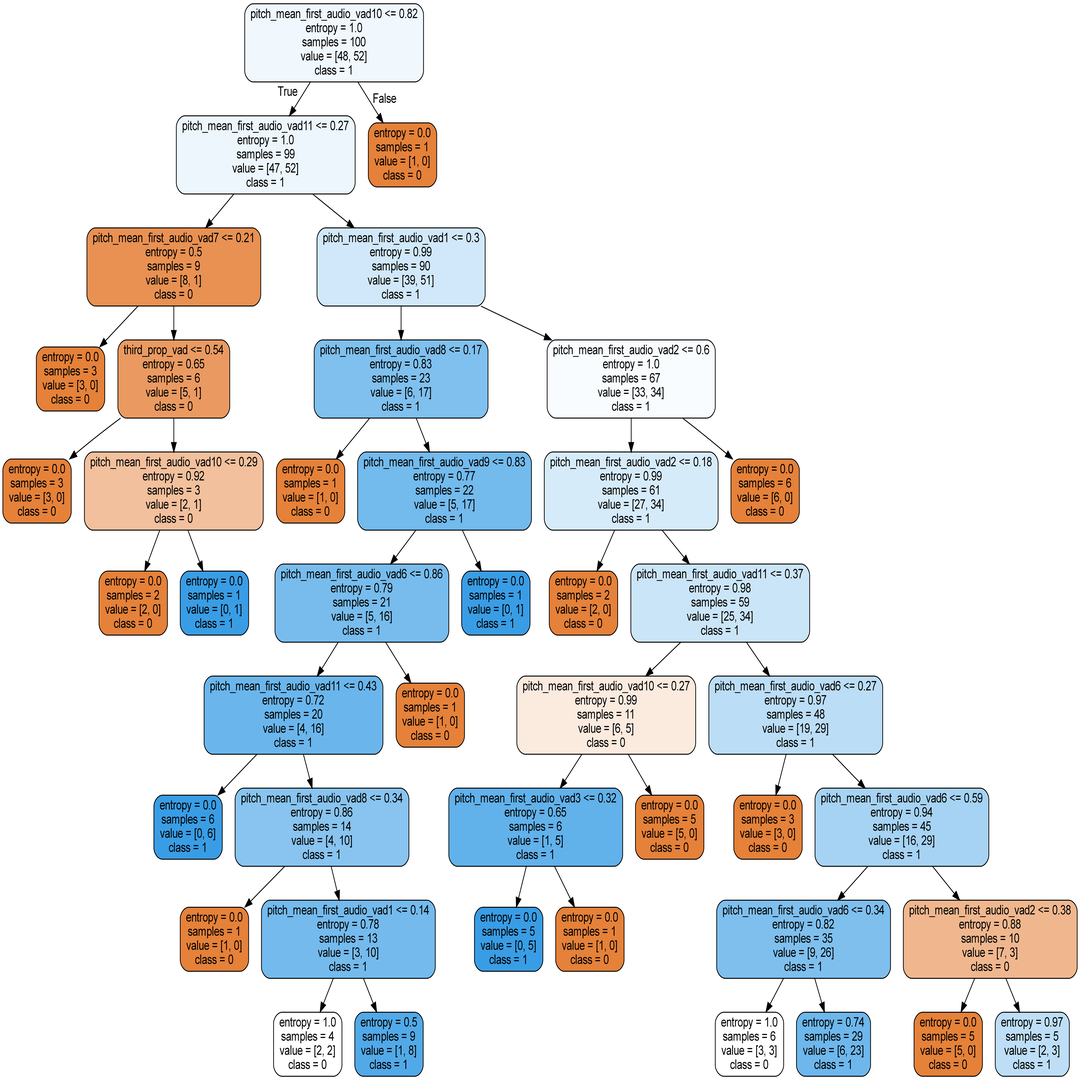 pitch_mean_first_audio_vad10 <= 0.82
entropy = 1.0
samples = 100
value = [48, 52]
class = 1
True
False
pitch_mean_first_audio_vad11 <= 0.27
entropy = 1.0
samples = 99
value = [47, 52]
class = 1
entropy = 0.0
samples = 1
value = [1, 0]
class = 0
pitch_mean_first_audio_vad7 <= 0.21
entropy = 0.5
samples = 9
value = [8, 1]
class = 0
pitch_mean_first_audio_vad1 <= 0.3
entropy = 0.99
samples = 90
value = [39, 51]
class = 1
entropy = 0.0
samples = 3
value = [3, 0]
class = 0
third_prop_vad <= 0.54
entropy = 0.65
samples = 6
value = [5, 1]
class = 0
pitch_mean_first_audio_vad8 <= 0.17
entropy = 0.83
samples = 23
value = [6, 17]
class = 1
pitch_mean_first_audio_vad2 <= 0.6
entropy = 1.0
samples = 67
value = [33, 34]
class = 1
entropy = 0.0
samples = 3
value = [3, 0]
class = 0
pitch_mean_first_audio_vad10 <= 0.29
entropy = 0.92
samples = 3
value = [2, 1]
class = 0
entropy = 0.0
samples = 1
value = [1, 0]
class = 0
pitch_mean_first_audio_vad9 <= 0.83
entropy = 0.77
samples = 22
value = [5, 17]
class = 1
pitch_mean_first_audio_vad2 <= 0.18
entropy = 0.99
samples = 61
value = [27, 34]
class = 1
entropy = 0.0
samples = 6
value = [6, 0]
class = 0
entropy = 0.0
samples = 2
value = [2, 0]
class = 0
entropy = 0.0
samples = 1
value = [0, 1]
class = 1
pitch_mean_first_audio_vad6 <= 0.86
entropy = 0.79
samples = 21
value = [5, 16]
class = 1
entropy = 0.0
samples = 1
value = [0, 1]
class = 1
entropy = 0.0
samples = 2
value = [2, 0]
class = 0
pitch_mean_first_audio_vad11 <= 0.37
entropy = 0.98
samples = 59
value = [25, 34]
class = 1
pitch_mean_first_audio_vad11 <= 0.43
entropy = 0.72
samples = 20
value = [4, 16]
class = 1
entropy = 0.0
samples = 1
value = [1, 0]
class = 0
pitch_mean_first_audio_vad10 <= 0.27
entropy = 0.99
samples = 11
value = [6, 5]
class = 0
pitch_mean_first_audio_vad6 <= 0.27
entropy = 0.97
samples = 48
value = [19, 29]
class = 1
entropy = 0.0
samples = 6
value = [0, 6]
class = 1
pitch_mean_first_audio_vad8 <= 0.34
entropy = 0.86
samples = 14
value = [4, 10]
class = 1
pitch_mean_first_audio_vad3 <= 0.32
entropy = 0.65
samples = 6
value = [1, 5]
class = 1
entropy = 0.0
samples = 5
value = [5, 0]
class = 0
entropy = 0.0
samples = 3
value = [3, 0]
class = 0
pitch_mean_first_audio_vad6 <= 0.59
entropy = 0.94
samples = 45
value = [16, 29]
class = 1
entropy = 0.0
samples = 1
value = [1, 0]
class = 0
pitch_mean_first_audio_vad1 <= 0.14
entropy = 0.78
samples = 13
value = [3, 10]
class = 1
entropy = 0.0
samples = 5
value = [0, 5]
class = 1
entropy = 0.0
samples = 1
value = [1, 0]
class = 0
pitch_mean_first_audio_vad6 <= 0.34
entropy = 0.82
samples = 35
value = [9, 26]
class = 1
pitch_mean_first_audio_vad2 <= 0.38
entropy = 0.88
samples = 10
value = [7, 3]
class = 0
entropy = 1.0
samples = 4
value = [2, 2]
class = 0
entropy = 0.5
samples = 9
value = [1, 8]
class = 1
entropy = 1.0
samples = 6
value = [3, 3]
class = 0
entropy = 0.74
samples = 29
value = [6, 23]
class = 1
entropy = 0.0
samples = 5
value = [5, 0]
class = 0
entropy = 0.97
samples = 5
value = [2, 3]
class = 1